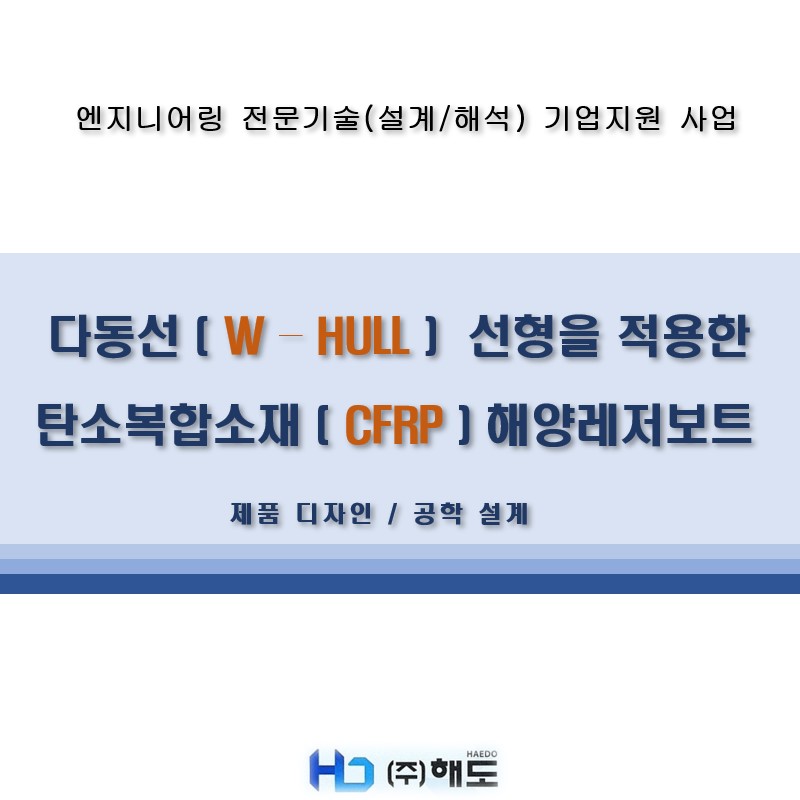 엔지니어링 전문기술(설계/해석) 기업지원 사업
다동선 ( W – HULL ) 선형을 적용한
탄소복합소재 ( CFRP ) 해양레저보트
제품 디자인 / 공학 설계
HAEDO
(주)해도